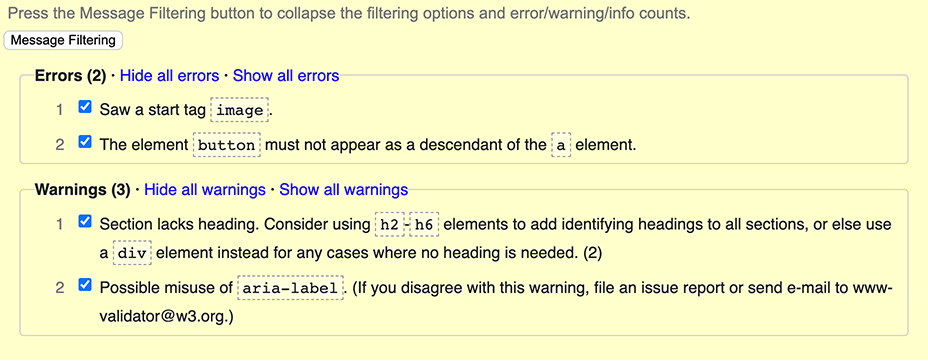 Press the Message Filtering button to collapse the filtering options and error/warning/info counts.
Message Filtering
Errors (2) · Hide all errors · Show all errors
1 Saw a start tag image.
2 The element button must not appear as a descendant of the a element.
Warnings (3) · Hide all warnings · Show all warnings
1 Section lacks heading. Consider using h2-h6 elements to add identifying headings to all sections, or else use
a div element instead for any cases where no heading is needed. (2)
2 Possible misuse of aria-label. (If you disagree with this warning, file an issue report or send e-mail to www-
validator@w3.org.)